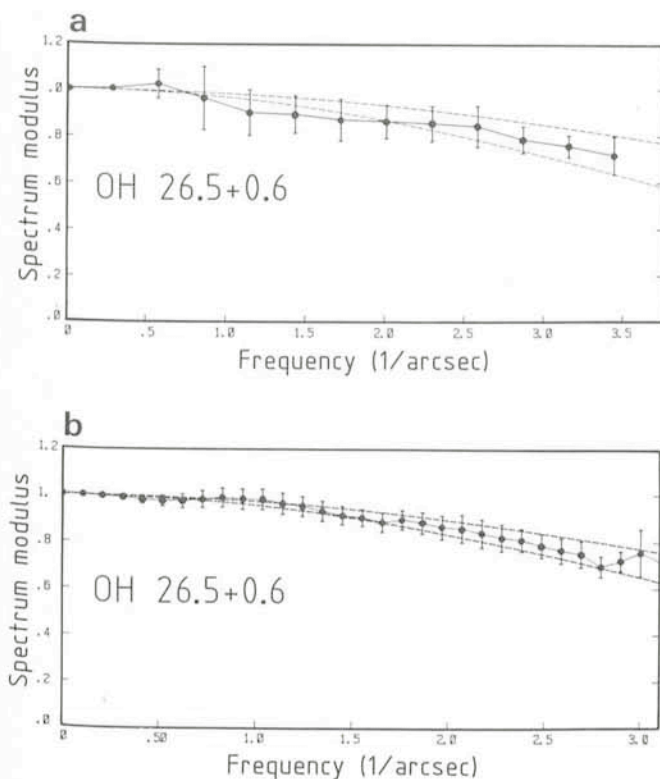 a
1.2
.0
.8
.6
.4
.2
.0
Spectrum modulus
OH 26.5+0.6
0 .5 1.0 1.5 2.0 2.5 3.0 3.5
Frequency (1/arcsec)
b
1.2
1.
.8
.6
.4
.2
.0
Spectrum modulus
OH 26.5+0.6
0 .50 1.0 1.5 2.0 2.5 3.0
Frequency (1/arcsec)